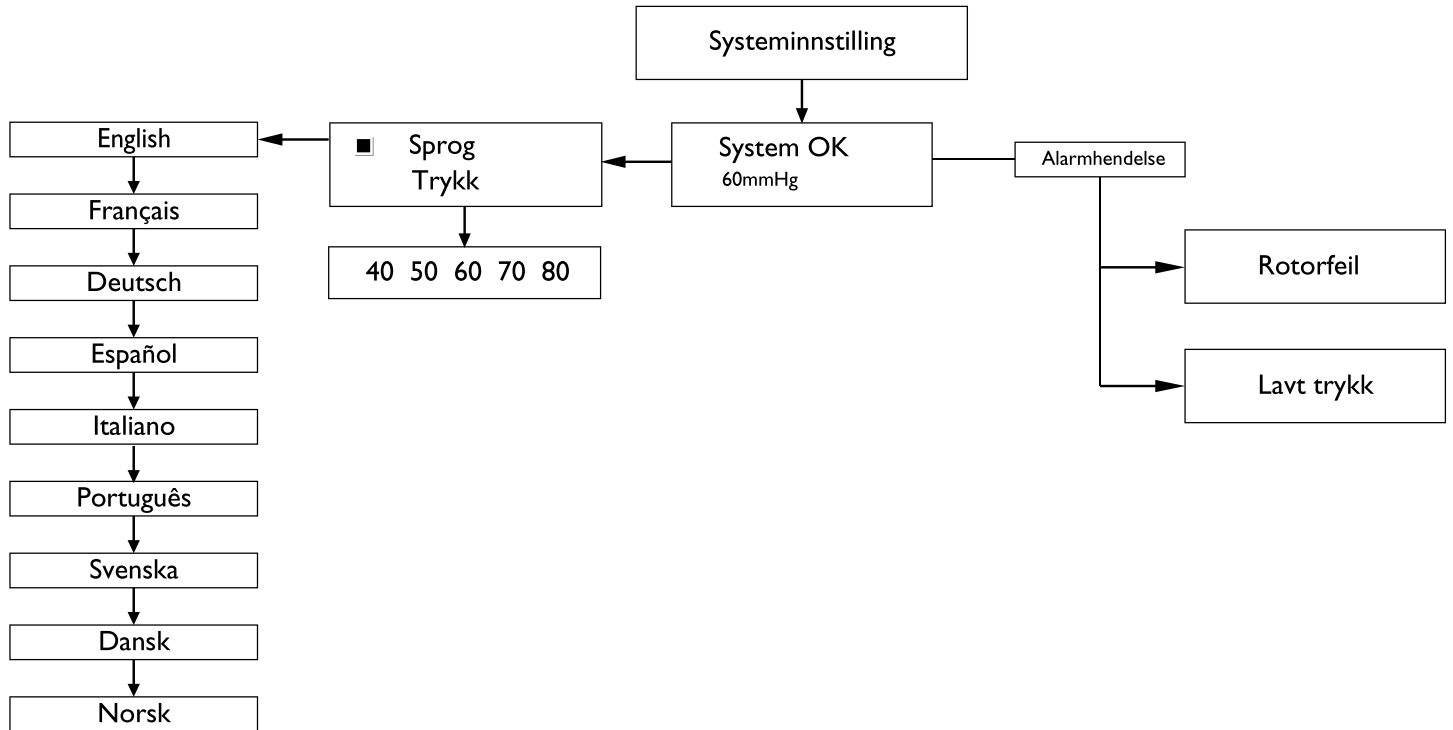 Systeminnstilling
System OK
60mmHg
Sprog
Trykk
40 50 60 70 80
English
Français
Deutsch
Español
Italiano
Português
Svenska
Dansk
Norsk
Alarmhendelse
Rotorfeil
Lavt trykk